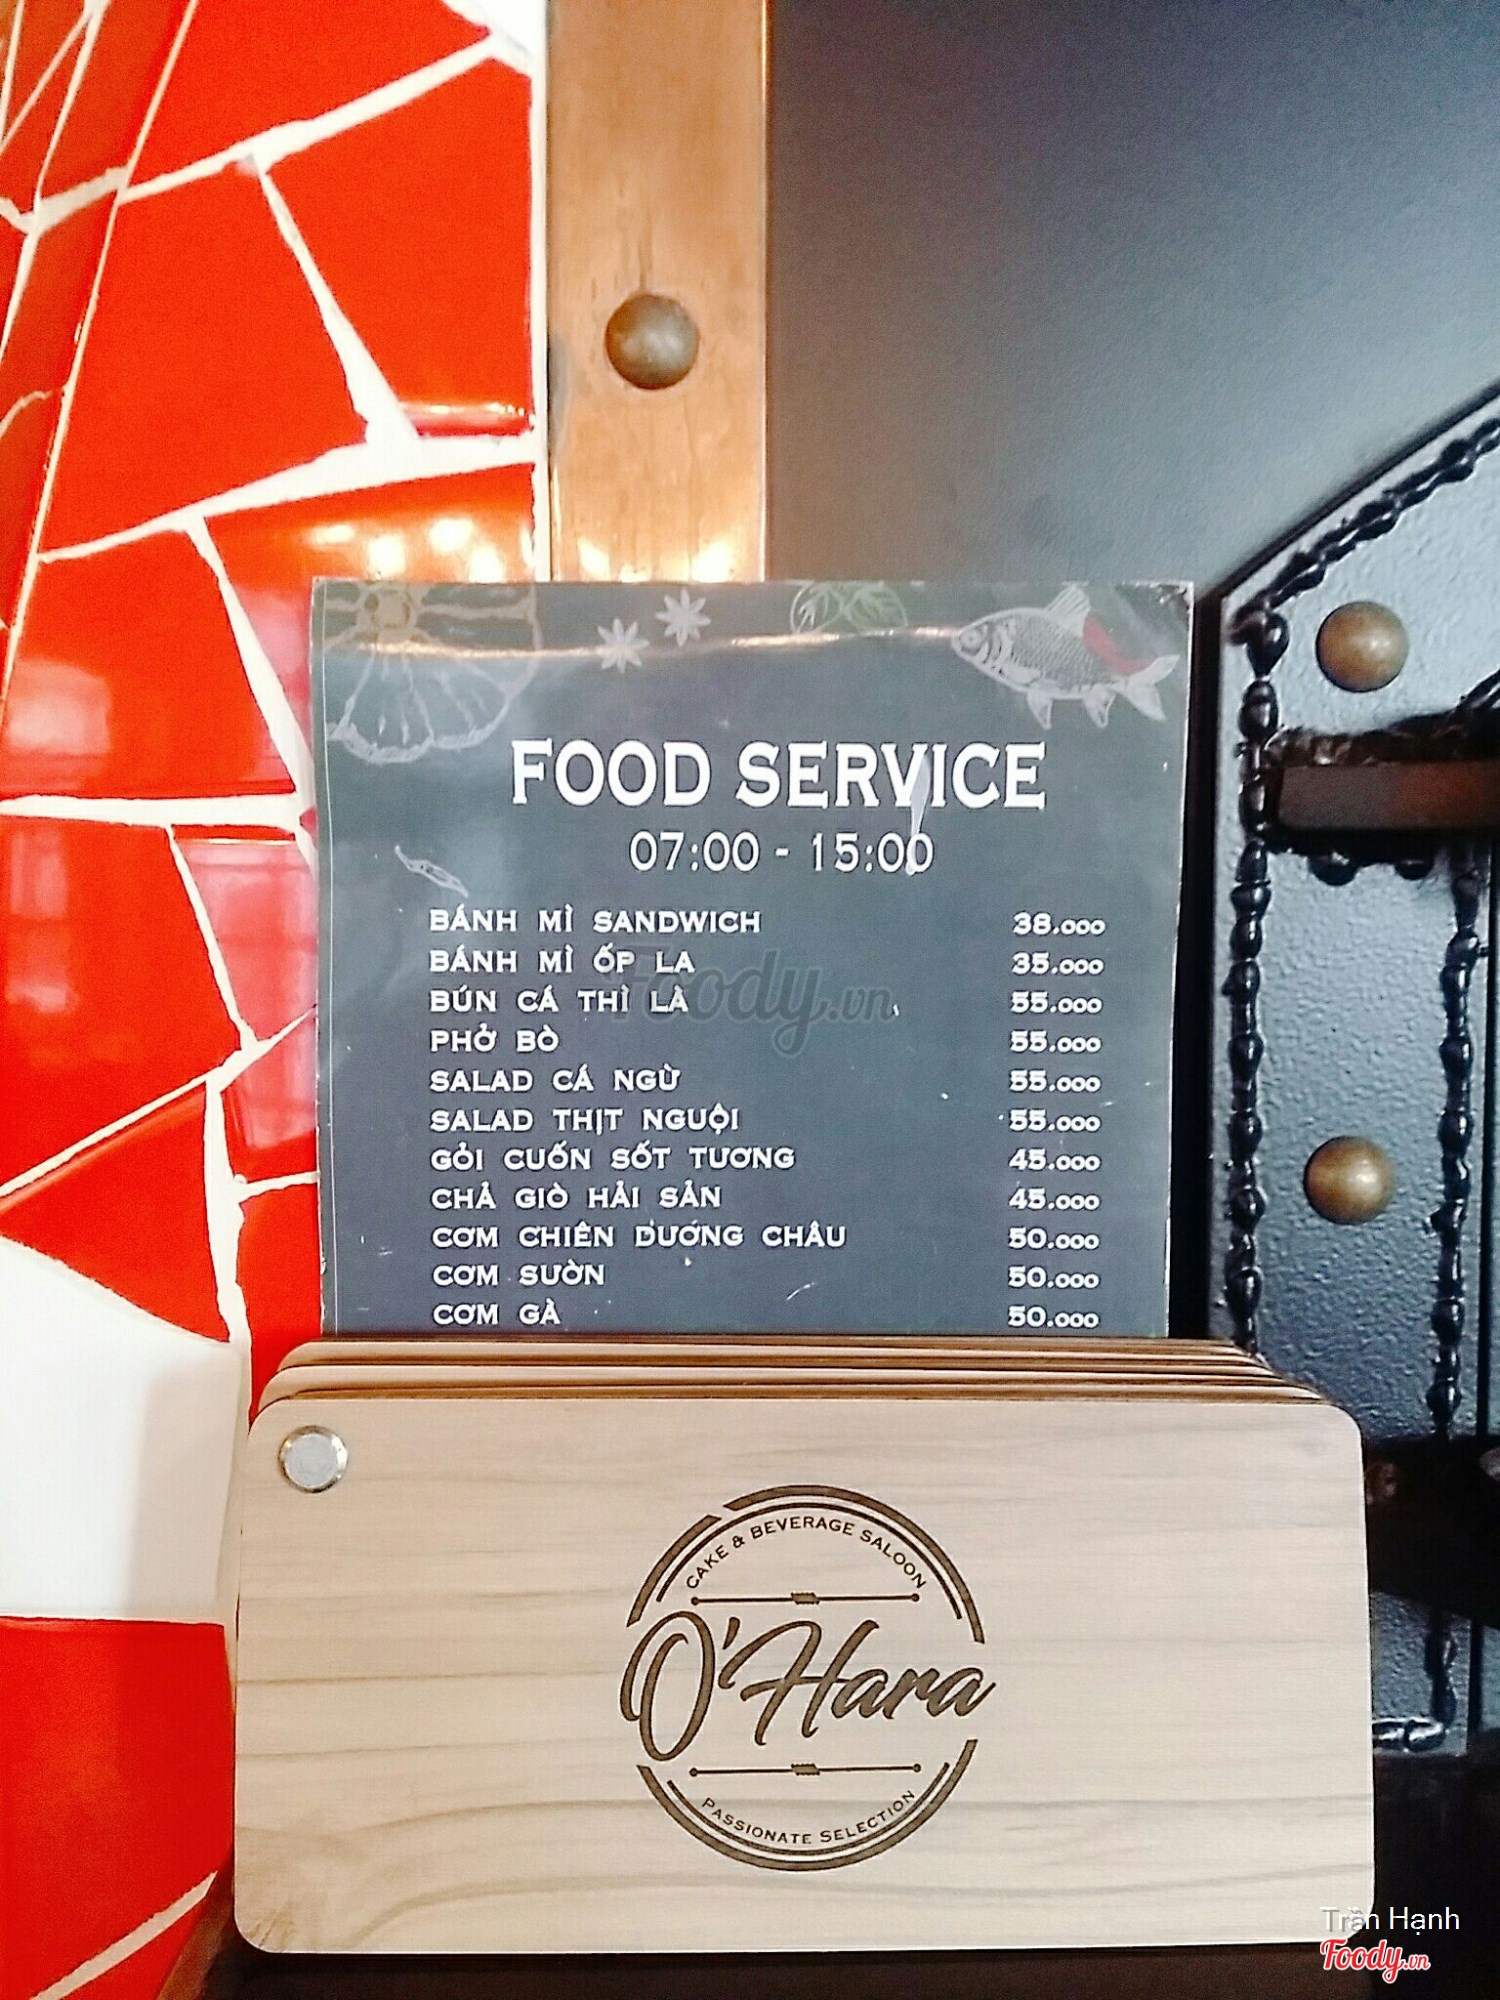 FOOD SERVICE
07:00 - 15:00
BÁNH MÌ SANDWICH 38.000
BÁNH MÌ ỐP LA 35.000
BÚN CÁ THÌ LÀ 55.000
PHỞ BÒ 55.000
SALAD CÁ NGỪ 55.000
SALAD THỊT NGUỘI 55.000
GỎI CUỐN SỐT TƯƠNG 45.000
CHẢ GIÒ HẢI SẢN 45.000
CƠM CHIÊN DƯƠNG CHÂU 50.000
CƠM SƯỜN 50.000
CƠM GÀ 50.000
Foody.vn
CAKE & BEVERAGE SALOON
O'Hara
PASSIONATE SELECTION
Trần Hạnh
Foody.vn